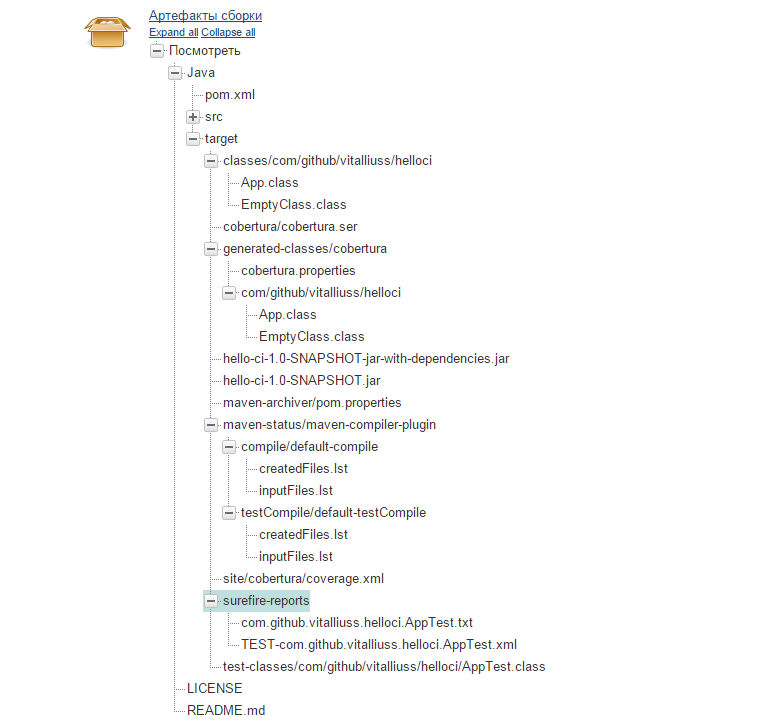 Артефакты сборки
Expand all Collapse all
Посмотреть
Java
pom.xml
src
target
classes/com/github/vitalliuss/helloci
App.class
EmptyClass.class
cobertura/cobertura.ser
generated-classes/cobertura
cobertura.properties
com/github/vitalliuss/helloci
App.class
EmptyClass.class
hello-ci-1.0-SNAPSHOT-jar-with-dependencies.jar
hello-ci-1.0-SNAPSHOT.jar
maven-archiver/pom.properties
maven-status/maven-compiler-plugin
compile/default-compile
createdFiles.lst
inputFiles.lst
testCompile/default-testCompile
createdFiles.lst
inputFiles.lst
site/cobertura/coverage.xml
surefire-reports
com.github.vitalliuss.helloci.AppTest.txt
TEST-com.github.vitalliuss.helloci.AppTest.xml
test-classes/com/github/vitalliuss/helloci/AppTest.class
LICENSE
README.md